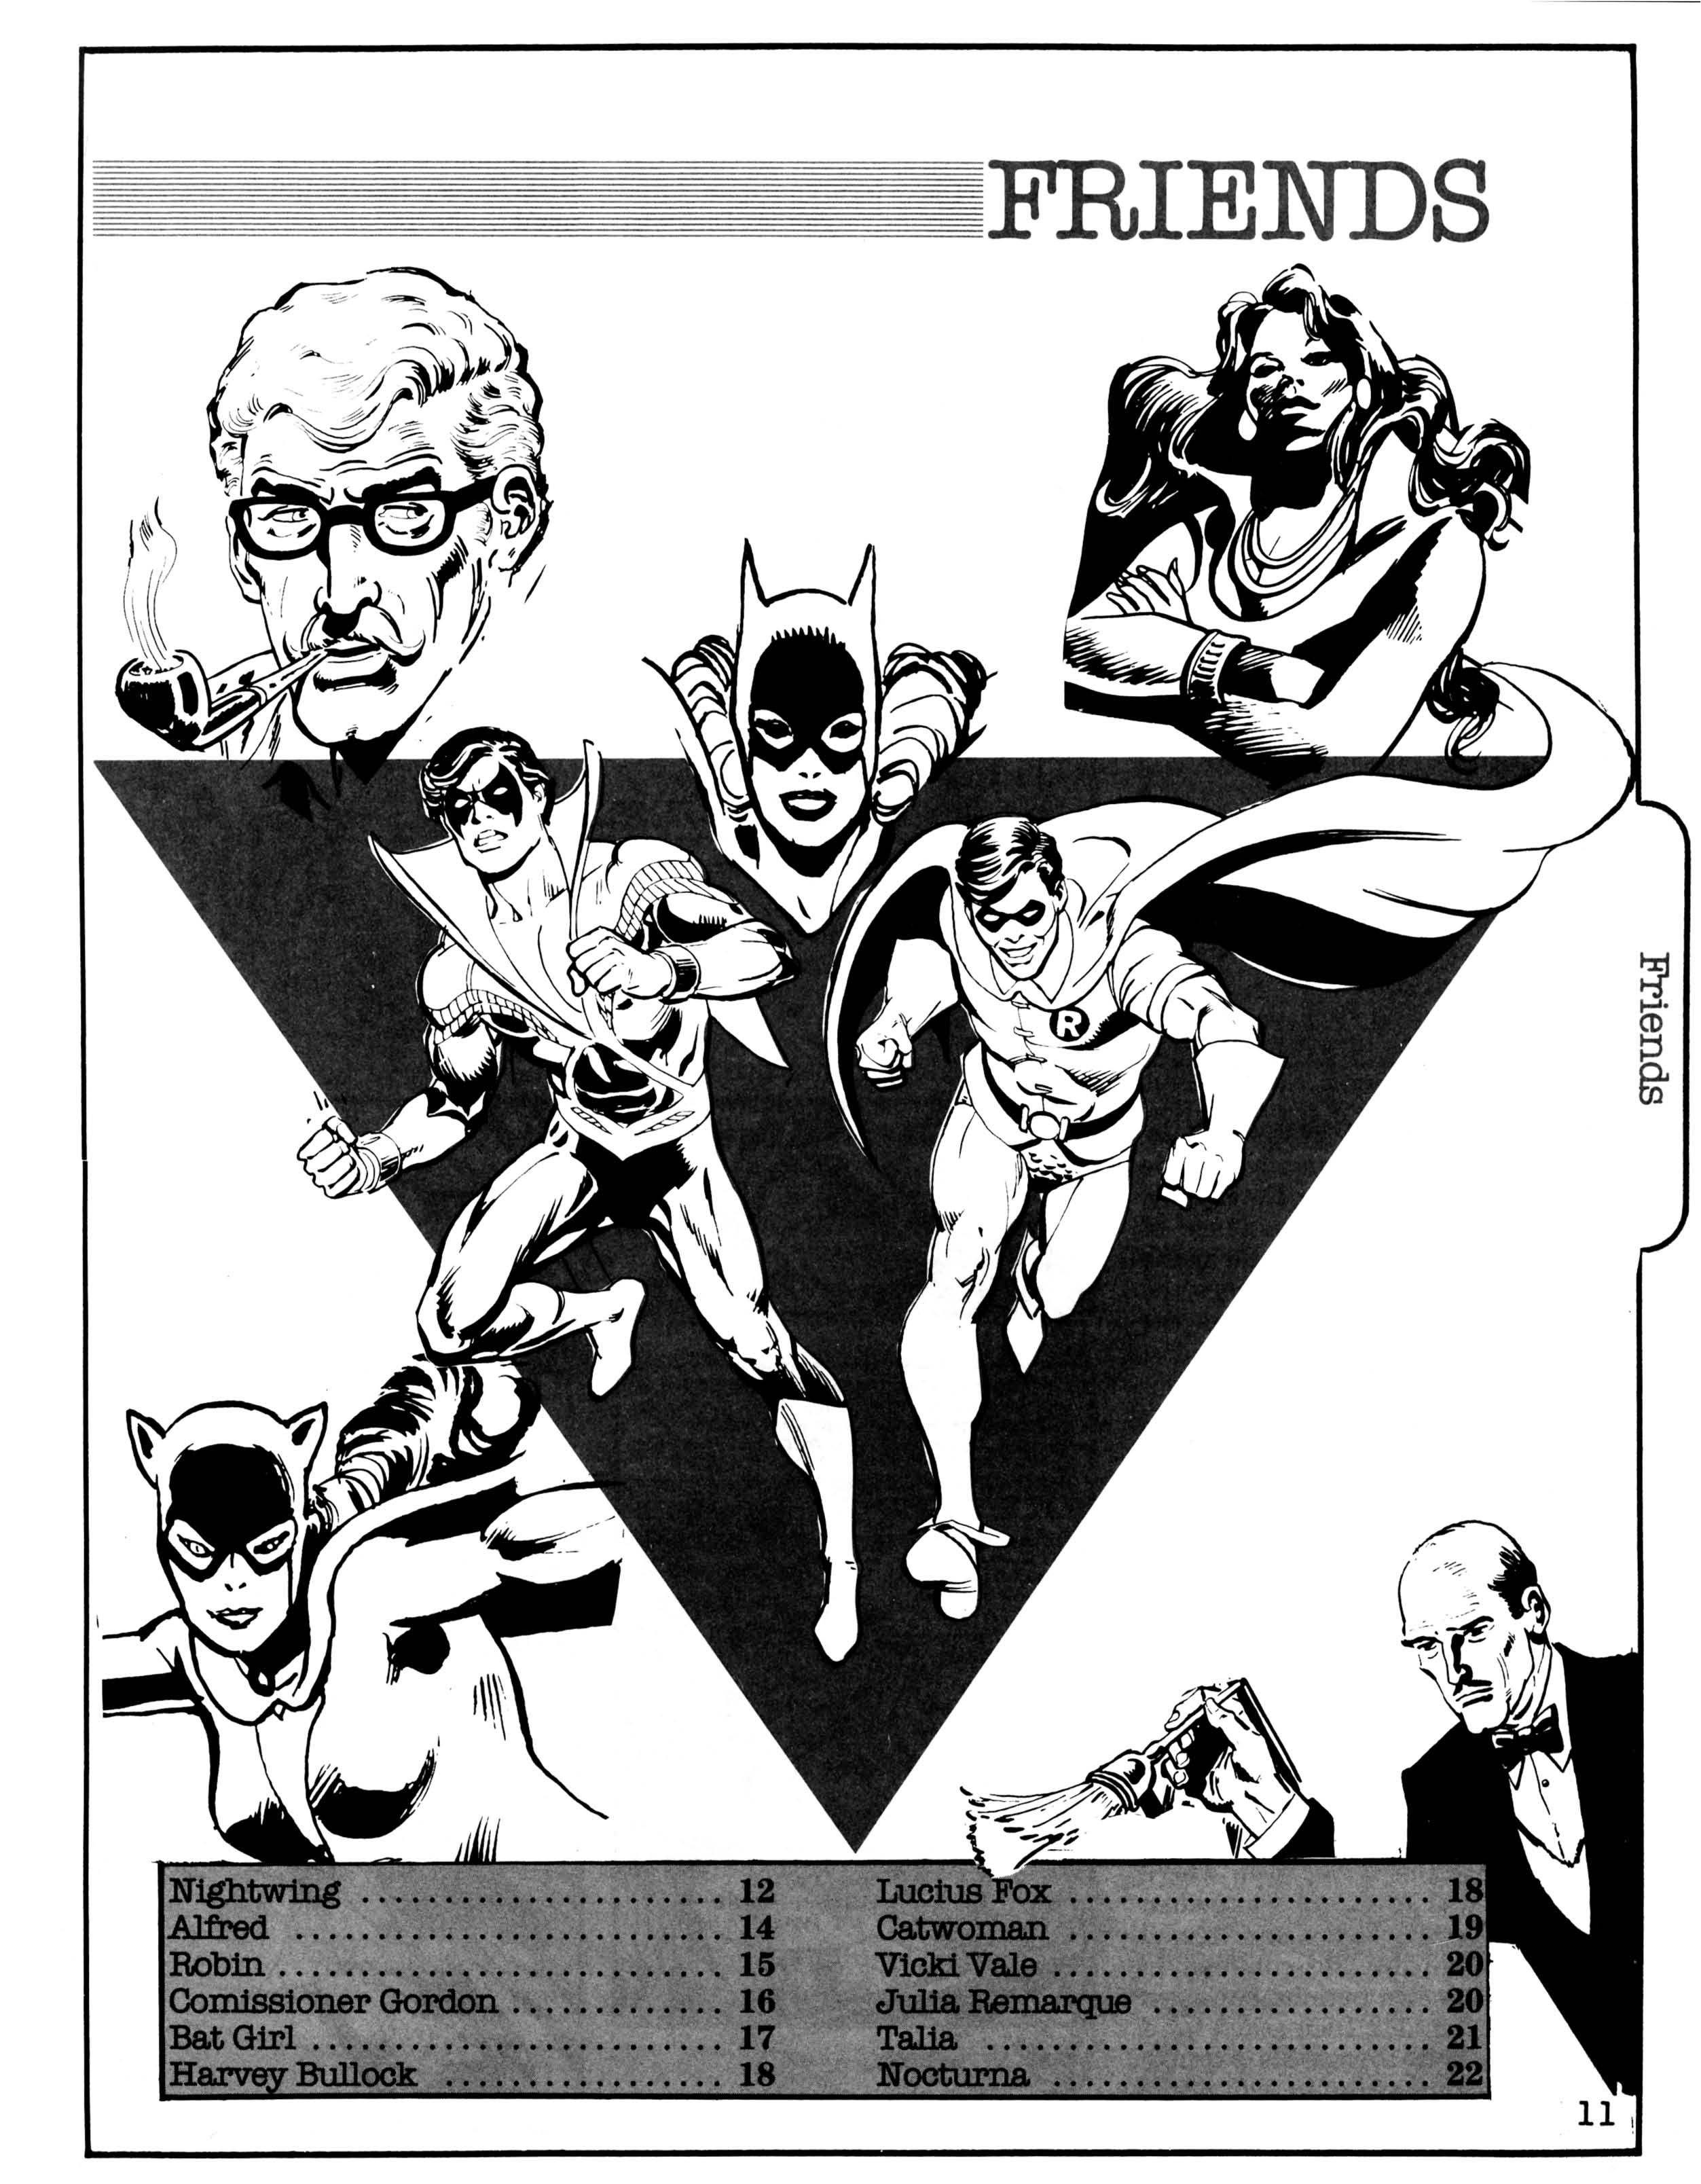 FRIENDS
R
Friends
Nightwing ........................ 12
Alfred .......................... 14
Robin ........................... 15
Comissioner Gordon ............. 16
Bat Girl ......................... 17
Harvey Bullock ................. 18
Lucius Fox ...................... 18
Catwoman ...................... 19
Vicki Vale ....................... 20
Julia Remarque ................. 20
Talia ........................... 21
Nocturna ....................... 22
11